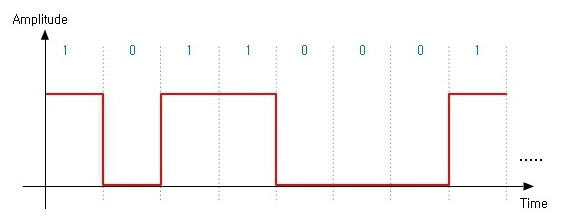 Amplitude
1 0 1 1 0 0 0 1
.....
Time